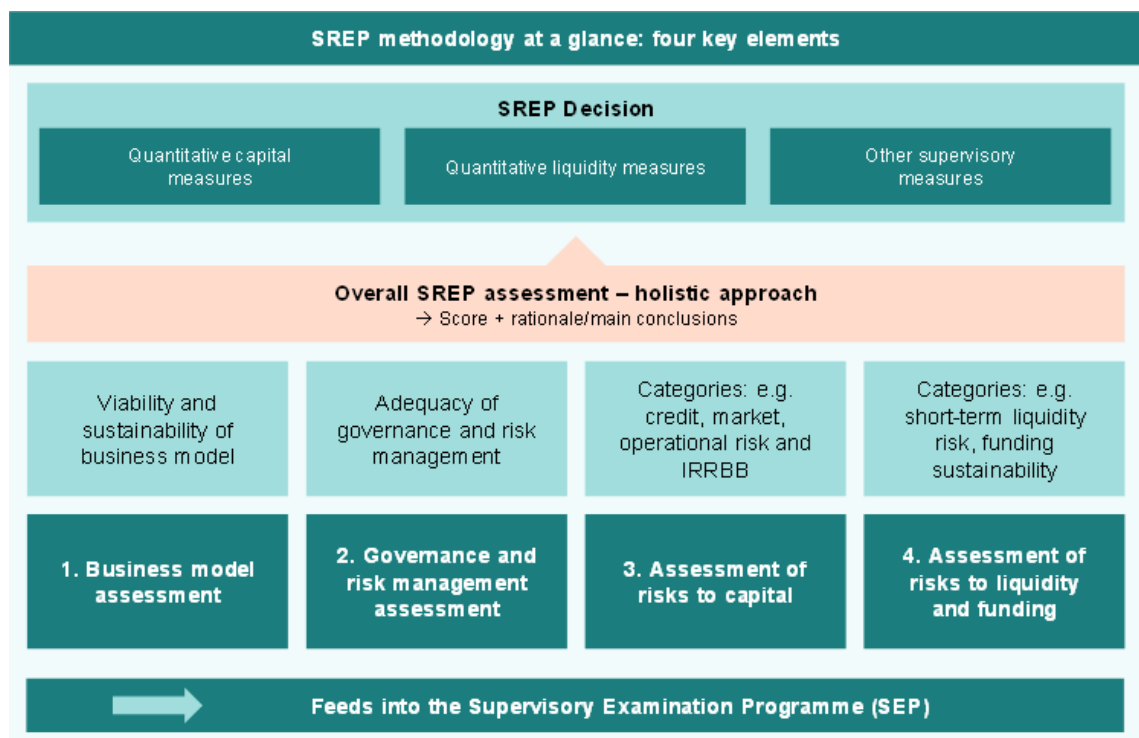 SREP methodology at a glance: four key elements
SREP Decision
Quantitative capital
measures
Quantitative liquidity measures
Other supervisory
measures
Overall SREP assessment – holistic approach
→ Score + rationale/main conclusions
Viability and
sustainability of
business model
Adequacy of
governance and risk
management
Categories: e.g.
credit, market,
operational risk and
IRRBB
Categories: e.g.
short-term liquidity
risk, funding
sustainability
1. Business model
assessment
2. Governance and
risk management
assessment
3. Assessment of
risks to capital
4. Assessment of
risks to liquidity
and funding
Feeds into the Supervisory Examination Programme (SEP)